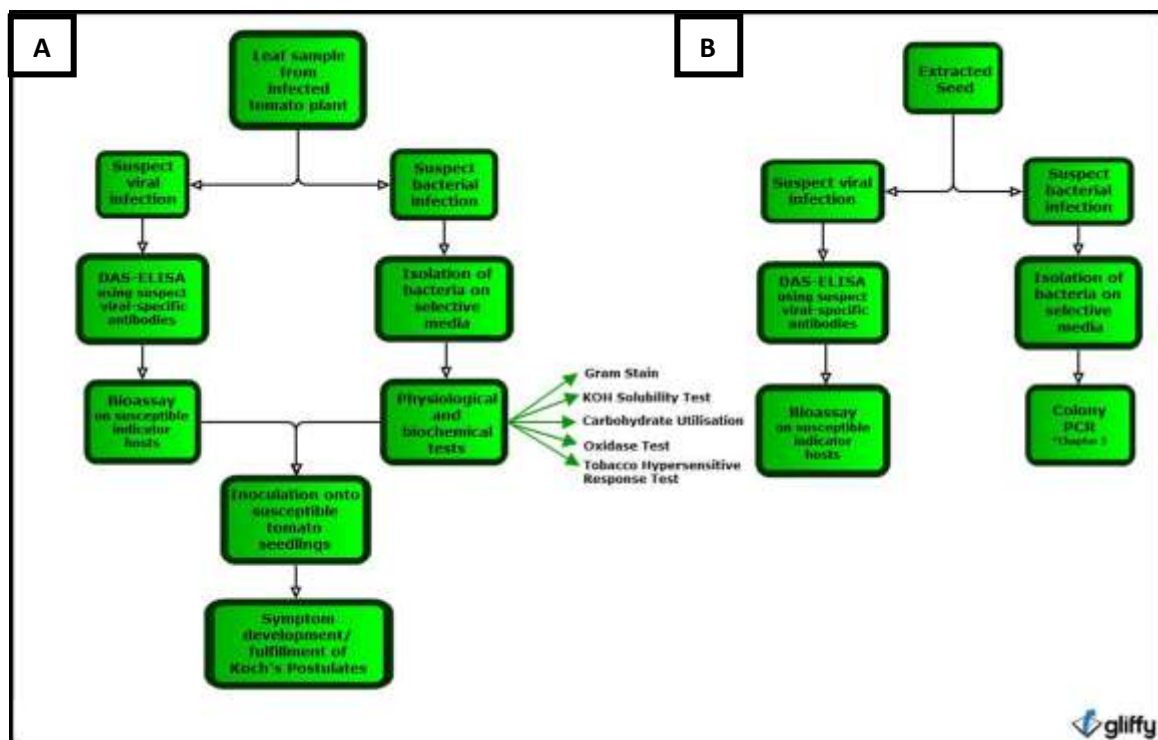 A
Leaf sample
from
infected
tomato plant
Suspect
viral
infection
Suspect
bacterial
infection
DAS-ELISA
using suspect
viral-specific
antibodies
Isolation of
bacteria on
selective
media
Bioassay
on susceptible
indicator
hosts
Physiological
and
biochemical
tests
Gram Stain
KOH Solubility Test
Carbohydrate Utilisation
Oxidase Test
Tobacco Hypersensitive
Response Test
Inoculation onto
susceptible
tomato
seedlings
Symptom
development/
fulfillment of
Koch's Postulates
B
Extracted
Seed
Suspect viral
infection
Suspect
bacterial
infection
DAS-ELISA
using suspect
viral-specific
antibodies
Isolation of
bacteria on
selective
media
Bioassay
on susceptible
indicator
hosts
Colony
PCR
*Chapter
gliffy